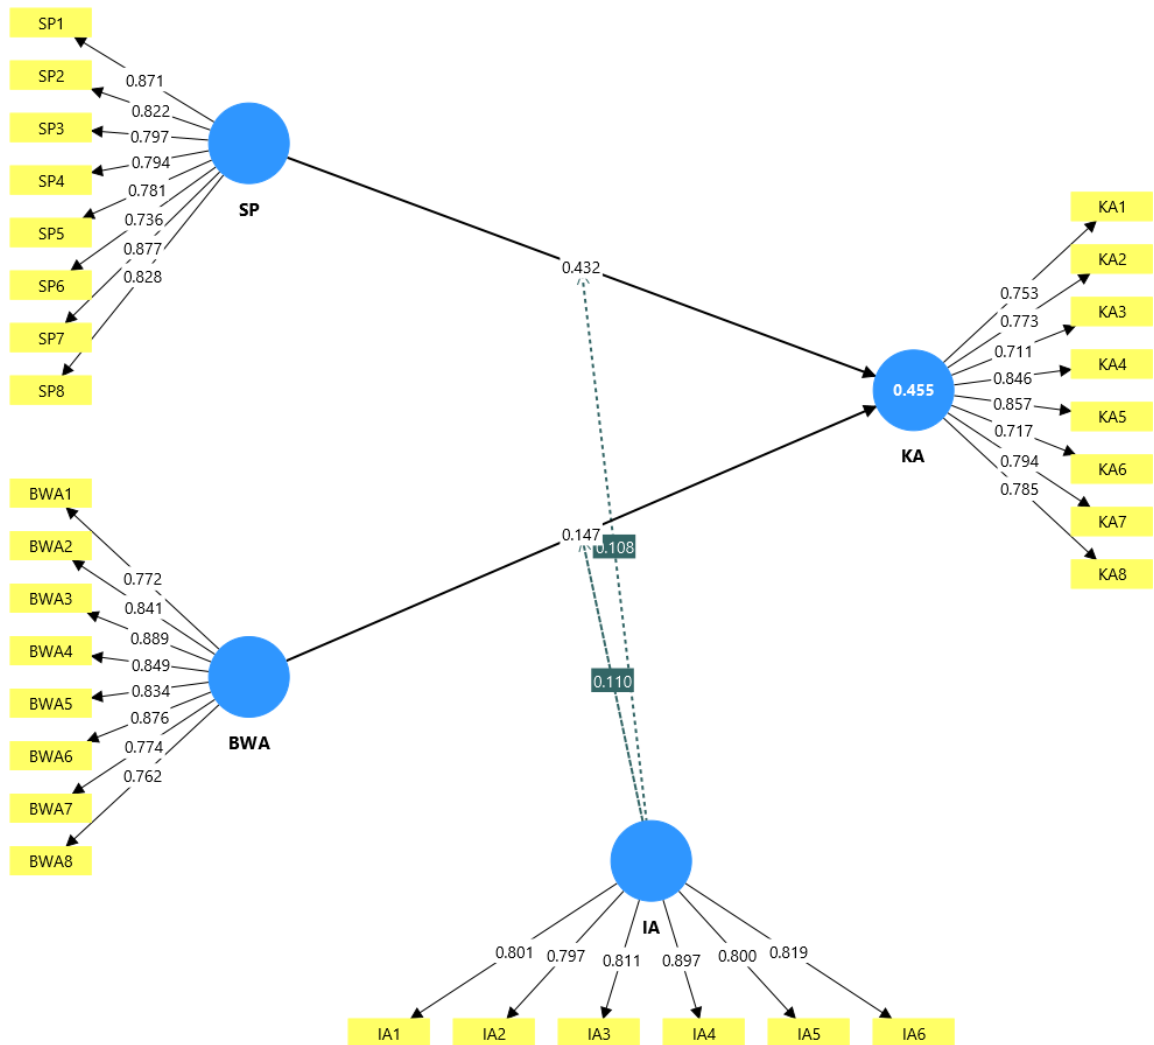 SP1
SP2
SP3
SP4
SP5
SP6
SP7
SP8
0.871
0.822
0.797
0.794
0.781
0.736
0.877
0.828
SP
0.432
KA1
KA2
KA3
KA4
KA5
KA6
KA7
KA8
0.753
0.773
0.711
0.846
0.857
0.717
0.794
0.785
0.455
KA
BWA1
BWA2
BWA3
BWA4
BWA5
BWA6
BWA7
BWA8
0.772
0.841
0.889
0.849
0.834
0.876
0.774
0.762
BWA
0.147
0.108
0.110
IA
0.801
0.797
0.811
0.897
0.800
0.819
IA1
IA2
IA3
IA4
IA5
IA6